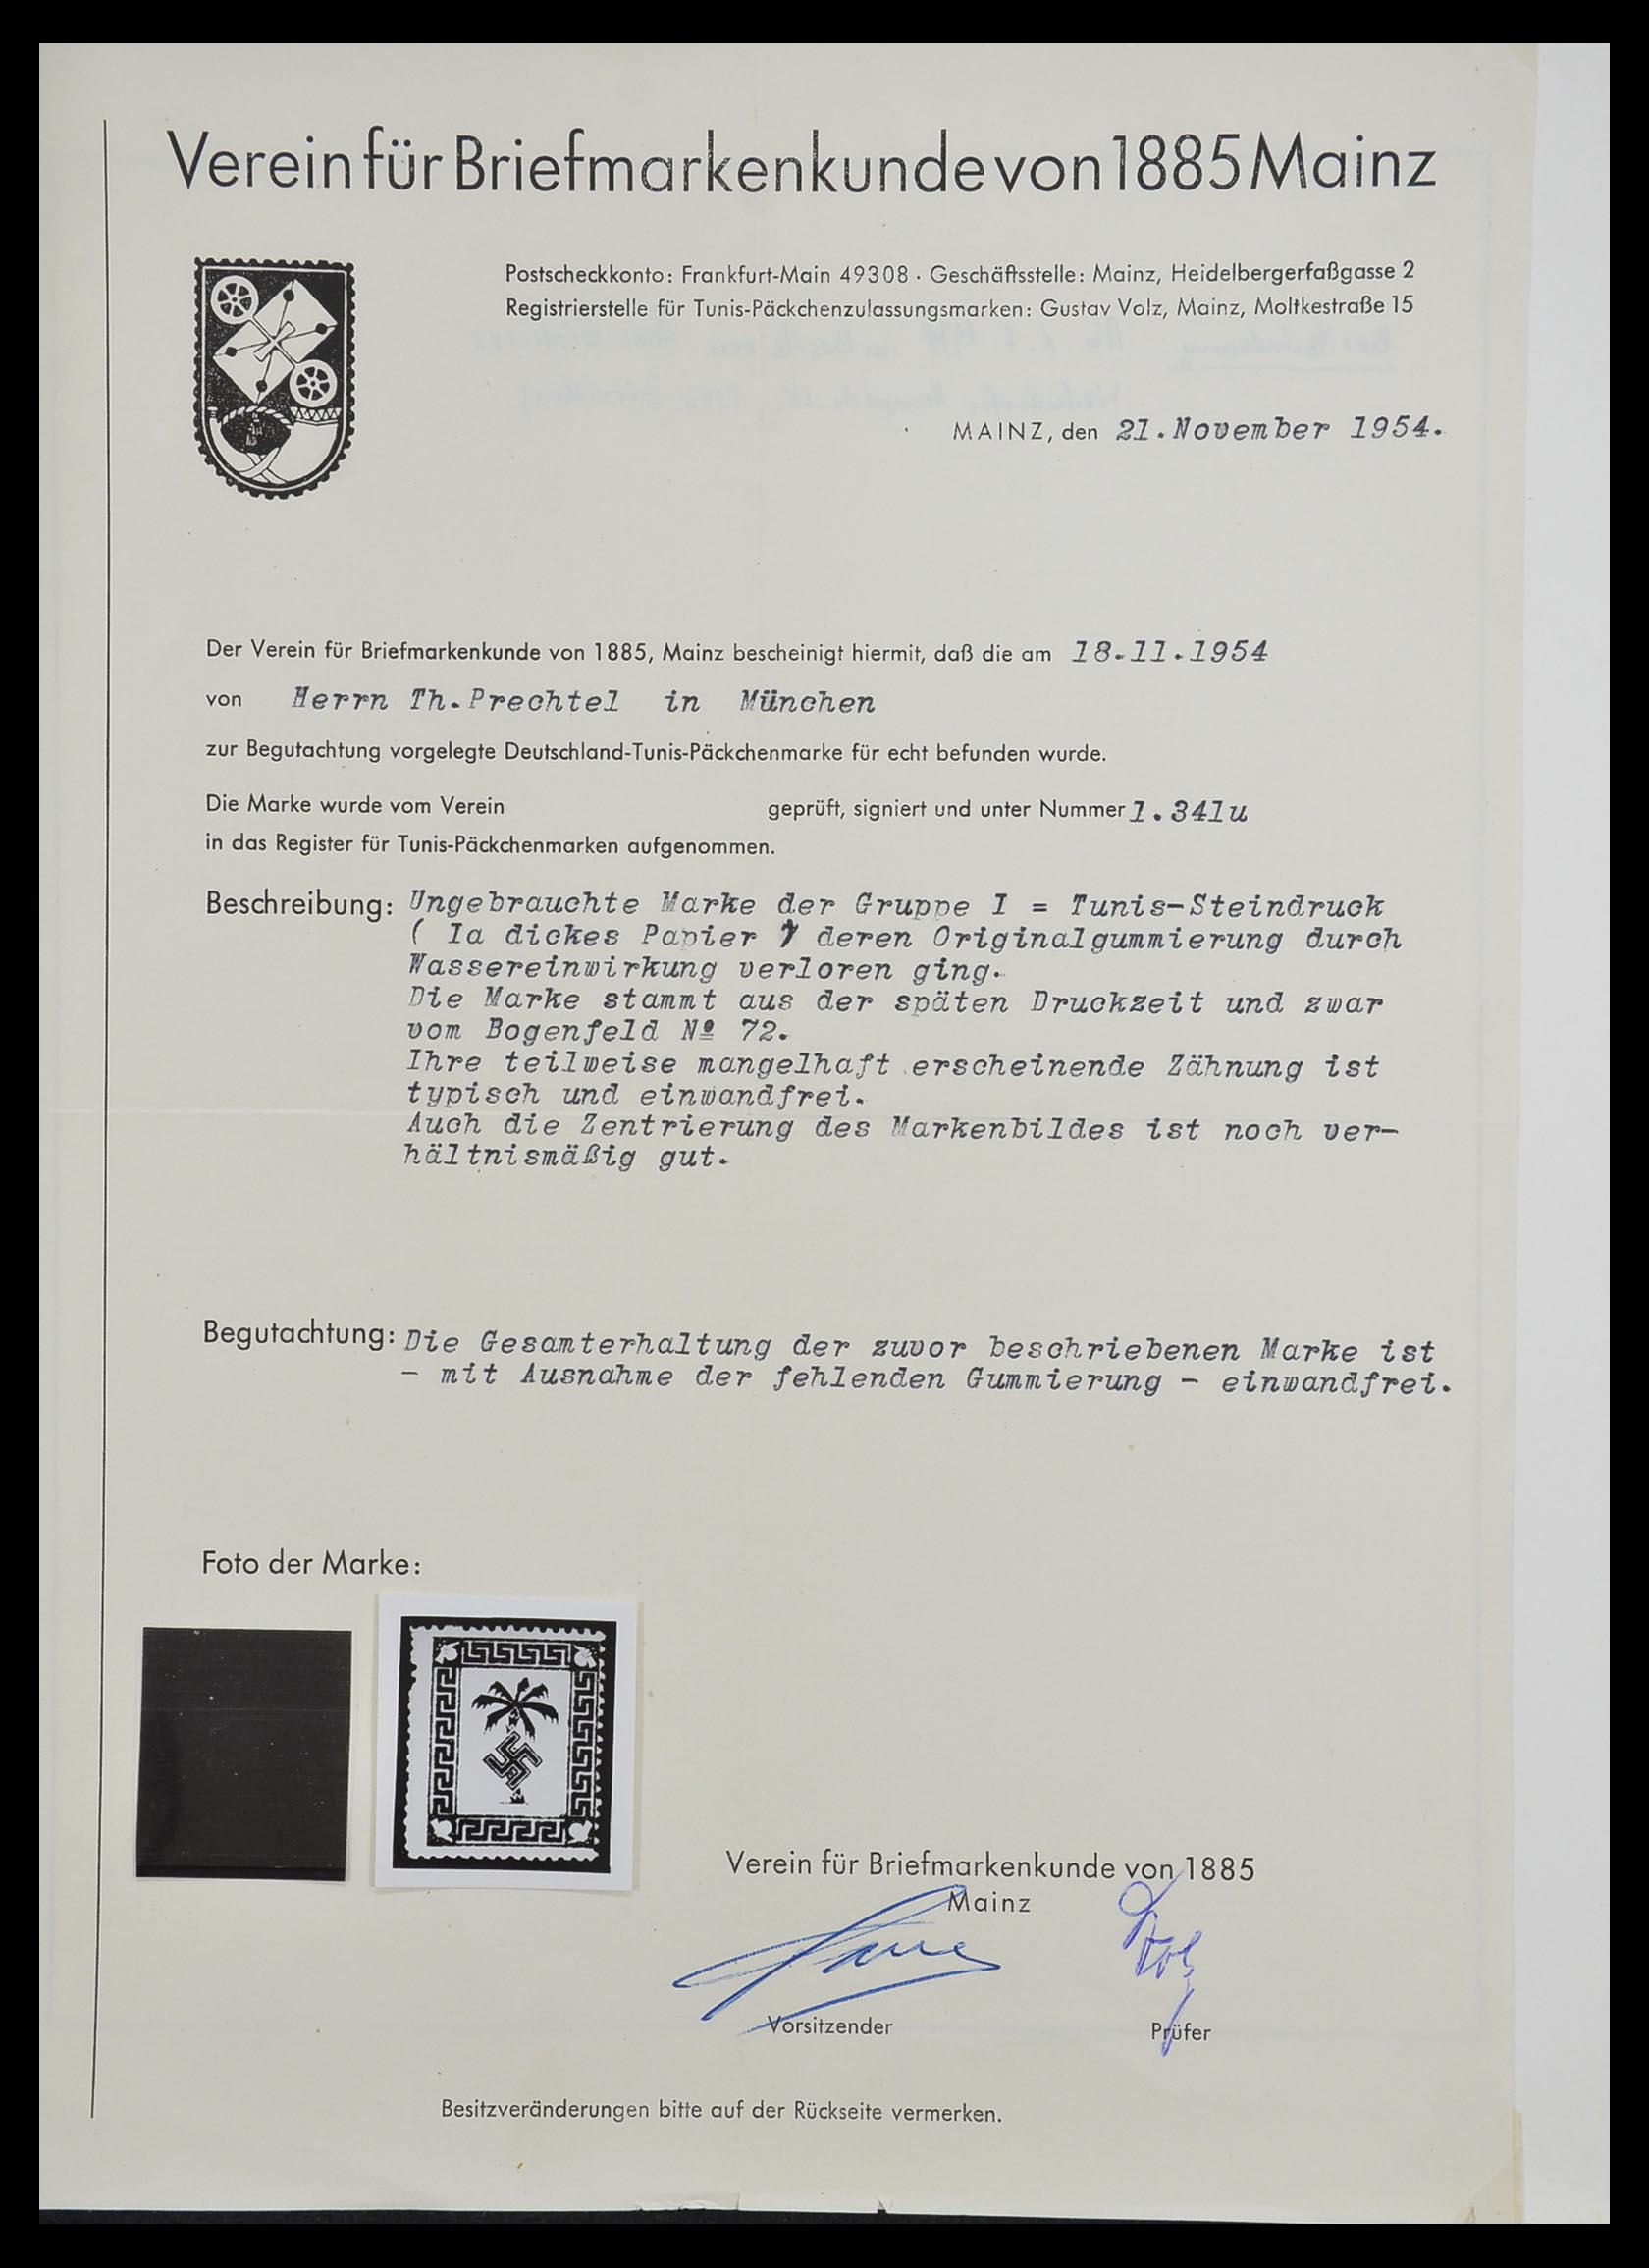 Verein für Briefmarkenkunde von 1885 Mainz
Postscheckkonto: Frankfurt-Main 49308 · Geschäftsstelle: Mainz, Heidelbergerfaßgasse 2
Registrierstelle für Tunis-Päckchenzulassungsmarken: Gustav Volz, Mainz, Moltkestraße 15
MAINZ, den 21.November 1954.
Der Verein für Briefmarkenkunde von 1885, Mainz bescheinigt hiermit, daß die am 18.11.1954
von Herrn Th.Prechtel in München
zur Begutachtung vorgelegte Deutschland-Tunis-Päckchenmarke für echt befunden wurde.
Die Marke wurde vom Verein geprüft, signiert und unter Nummer 1.341u
in das Register für Tunis-Päckchenmarken aufgenommen.
Beschreibung: Ungebrauchte Marke der Gruppe I = Tunis-Steindruck
( Ia dickes Papier ) deren Originalgummierung durch
Wassereinwirkung verloren ging.
Die Marke stammt aus der späten Druckzeit und zwar
vom Bogenfeld Nº 72.
Ihre teilweise mangelhaft erscheinende Zähnung ist
typisch und einwandfrei.
Auch die Zentrierung des Markenbildes ist noch ver-
hältnismäßig gut.
Begutachtung: Die Gesamterhaltung der zuvor beschriebenen Marke ist
- mit Ausnahme der fehlenden Gummierung - einwandfrei.
Foto der Marke:
Verein für Briefmarkenkunde von 1885
Mainz
Volz
Vorsitzender Prüfer
Besitzveränderungen bitte auf der Rückseite vermerken.